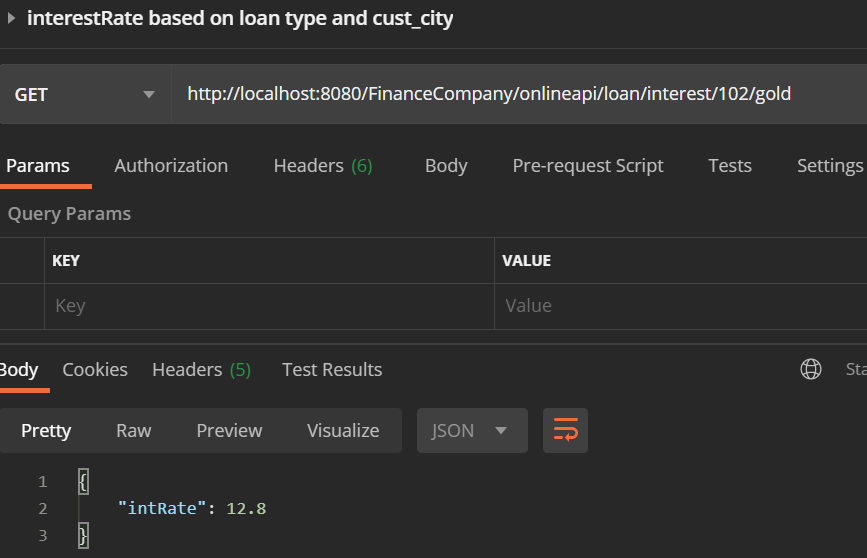 interestRate based on loan type and cust_city
GET http://localhost:8080/FinanceCompany/onlineapi/loan/interest/102/gold
Params Authorization Headers (6) Body Pre-request Script Tests Settings
Query Params
KEY VALUE
Key Value
Body Cookies Headers (5) Test Results Sta
Pretty Raw Preview Visualize JSON
1 {
2 "intRate": 12.8
3 }